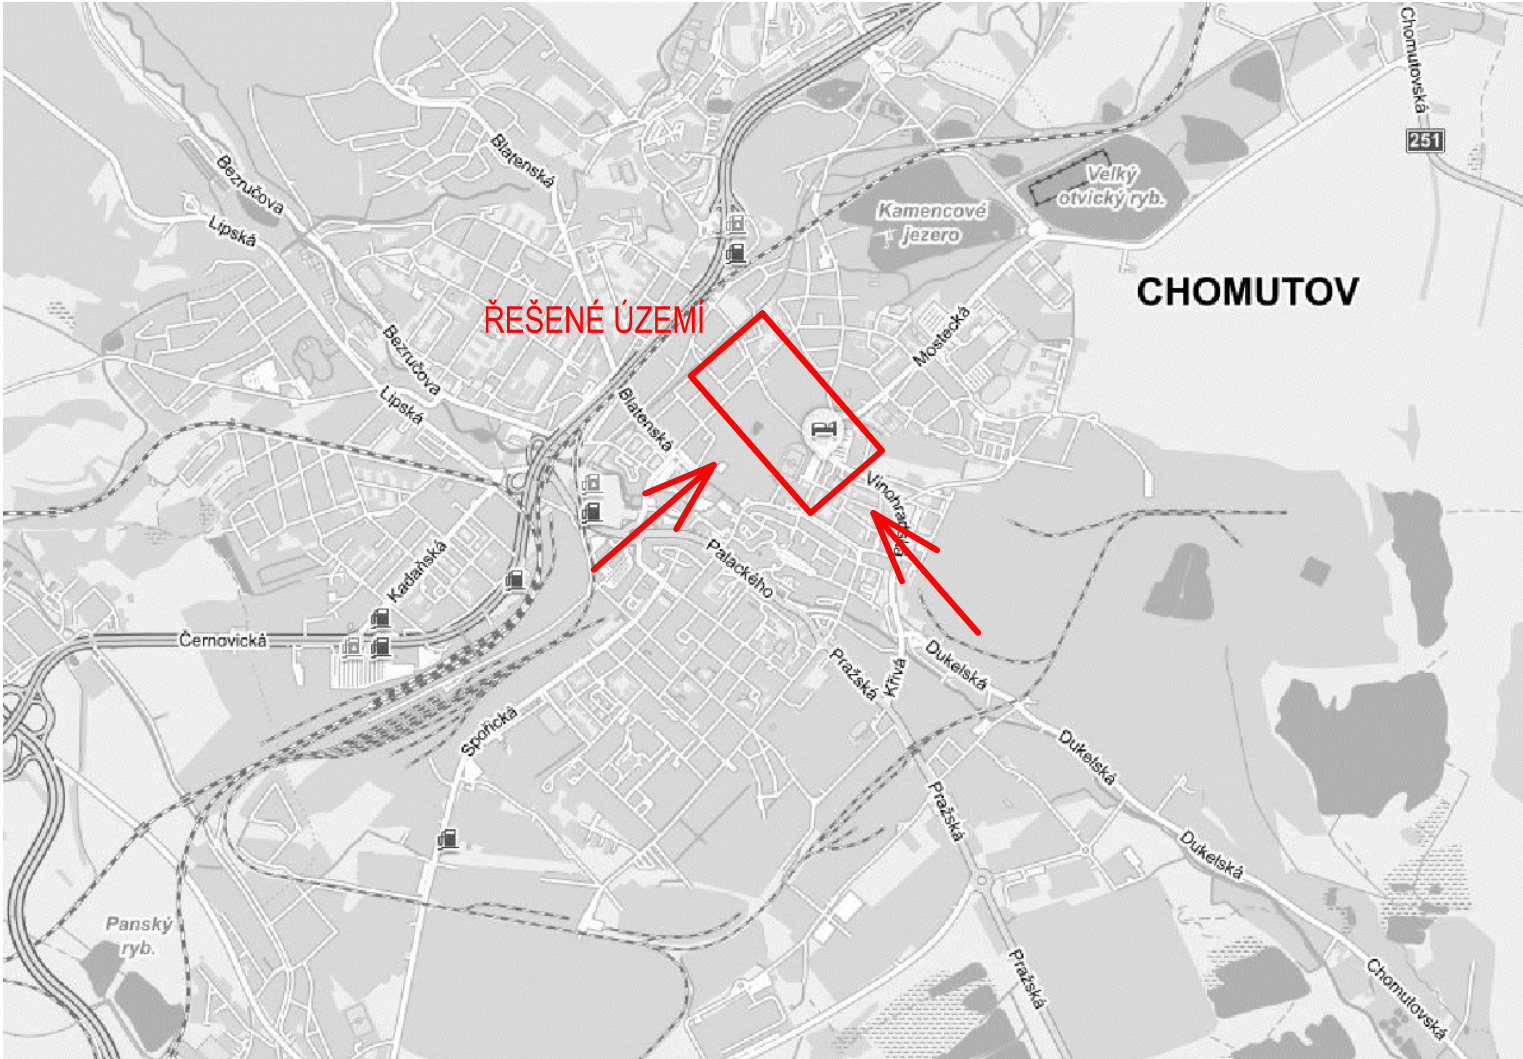 Chomutovská
251
Blatenská
Bezručova
Lipská
Velký
otvický ryb.
Kamencové
jezero
CHOMUTOV
ŘEŠENÉ ÚZEMÍ
Mostecká
Bezručova
Lipská
Blatenská
Vinohradská
Palackého
Kadaňská
Černovická
Pražská
Křivá
Dukelská
Spořická
Dukelská
Pražská
Dukelská
Panský
ryb.
Pražská
Chomutovská